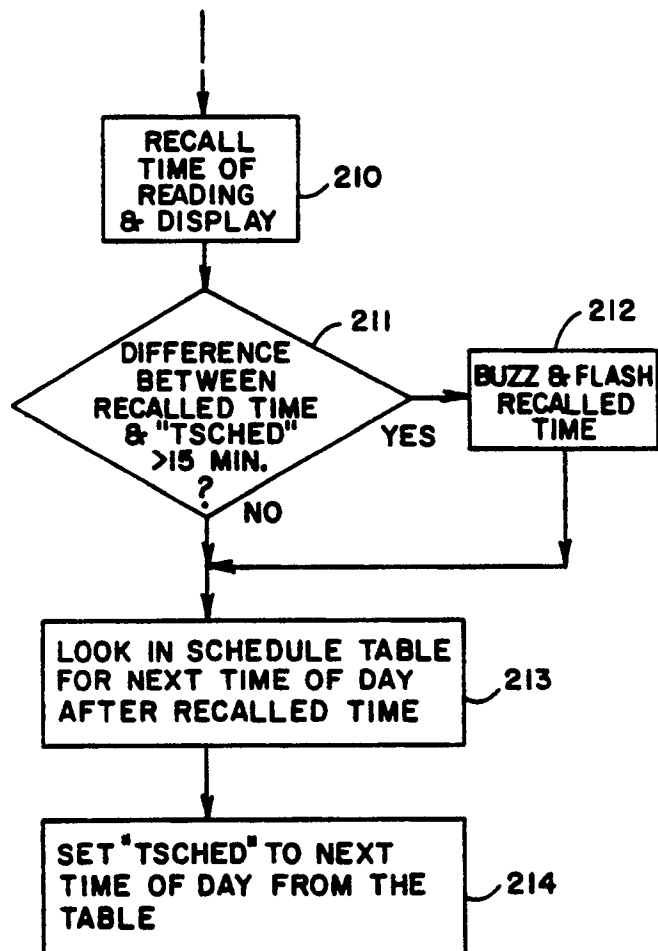 RECALL
TIME OF
READING
& DISPLAY
210
211
DIFFERENCE
BETWEEN
RECALLED TIME
& "TSCHED"
>15 MIN.
?
YES
NO
212
BUZZ & FLASH
RECALLED
TIME
LOOK IN SCHEDULE TABLE
FOR NEXT TIME OF DAY
AFTER RECALLED TIME
213
SET "TSCHED" TO NEXT
TIME OF DAY FROM THE
TABLE
214